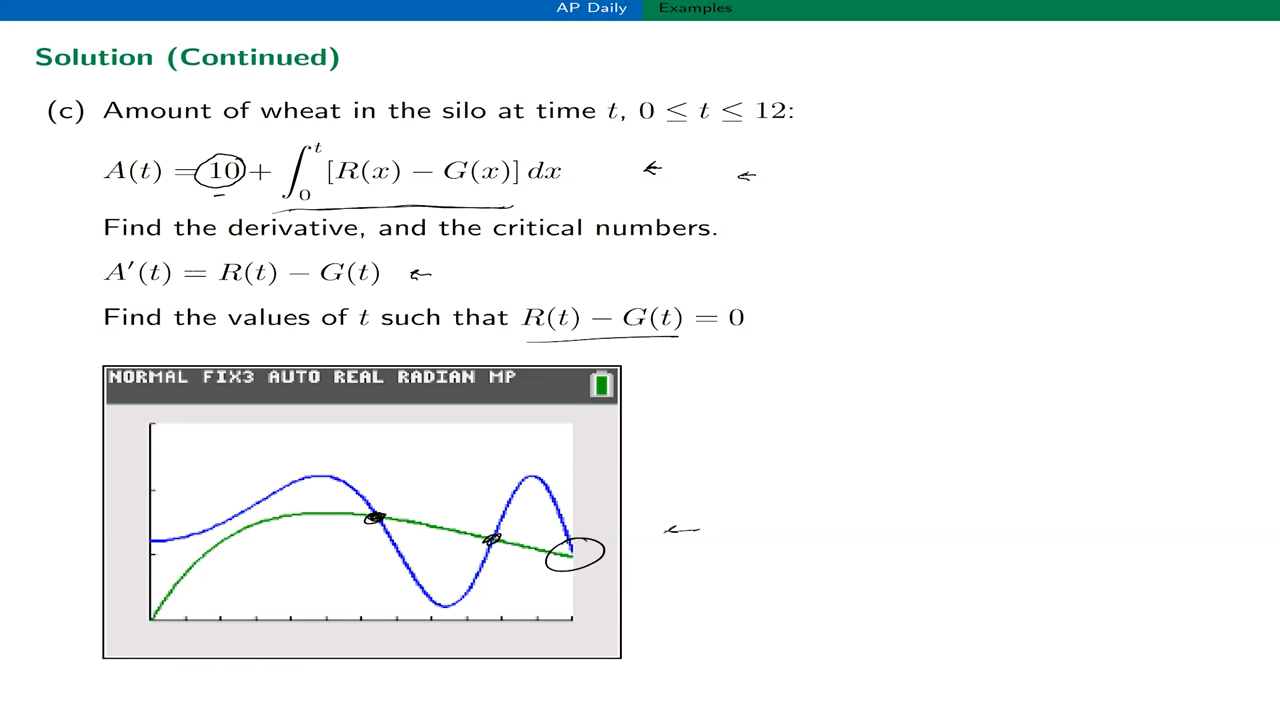 AP Daily Examples
Solution (Continued)
(c) Amount of wheat in the silo at time t, 0 ≤ t ≤ 12:
A(t) = 10 + ∫₀ᵗ [R(x) − G(x)] dx
Find the derivative, and the critical numbers.
A′(t) = R(t) − G(t)
Find the values of t such that R(t) − G(t) = 0
NORMAL FIX3 AUTO REAL RADIAN MP